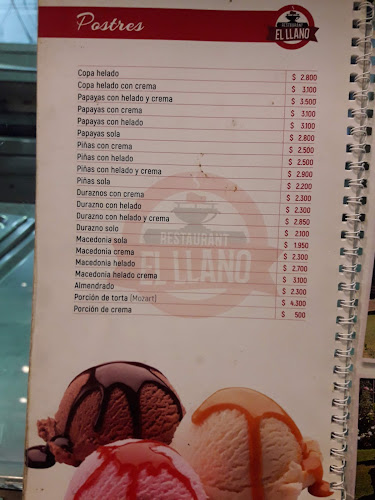 Postres
RESTAURANT
EL LLANO
Copa helado $ 2.800
Copa helado con crema $ 3.100
Papayas con helado y crema $ 3.500
Papayas con crema $ 3.100
Papayas con helado $ 3.100
Papayas sola $ 2.800
Piñas con crema $ 2.500
Piñas con helado $ 2.500
Piñas con helado y crema $ 2.900
Piñas sola $ 2.200
Duraznos con crema $ 2.300
Durazno con helado $ 2.300
Durazno con helado y crema $ 2.850
Durazno solo $ 2.100
Macedonia sola $ 1.950
Macedonia crema $ 2.300
Macedonia helado $ 2.700
Macedonia helado crema $ 3.100
Almendrado $ 2.300
Porción de torta (Mozart) $ 4.300
Porción de crema $ 500
RESTAURANT
EL LLANO